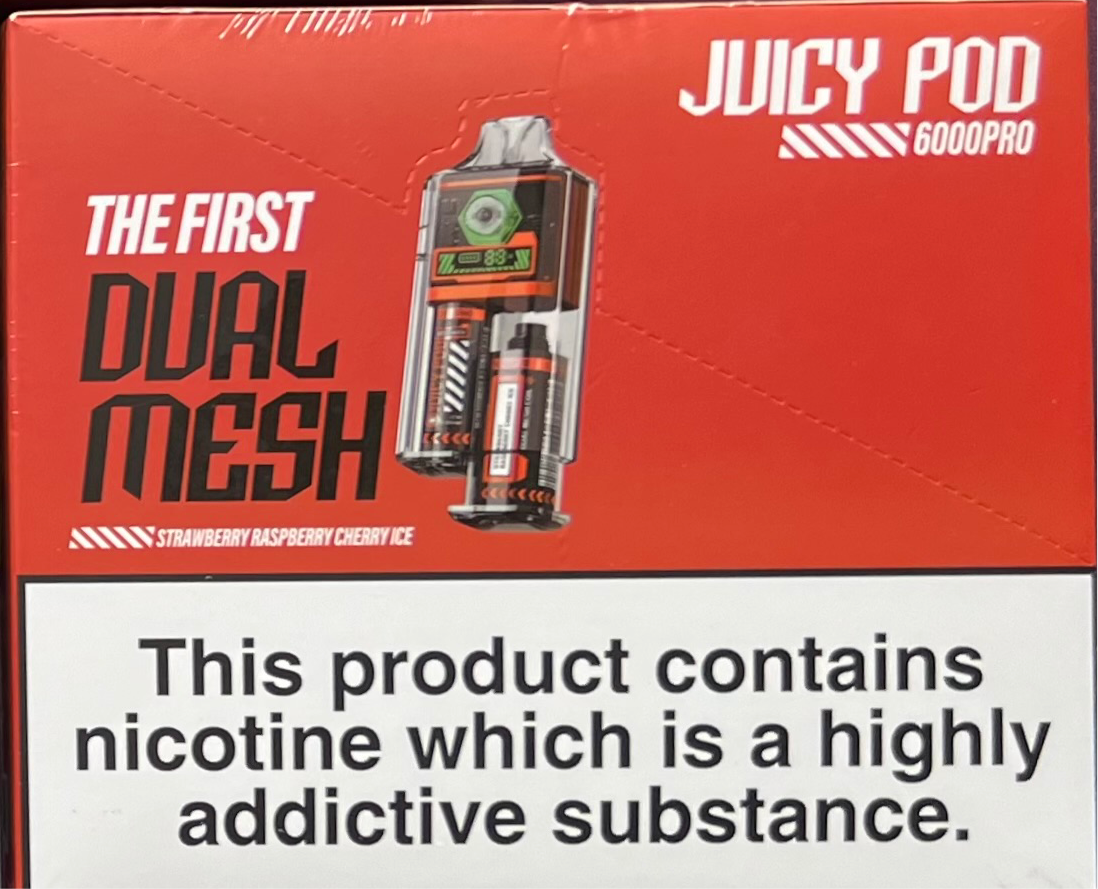 JUICY POD
6000PRO
THE FIRST
DUAL
MESH
STRAWBERRY RASPBERRY CHERRY ICE
This product contains
nicotine which is a highly
addictive substance.